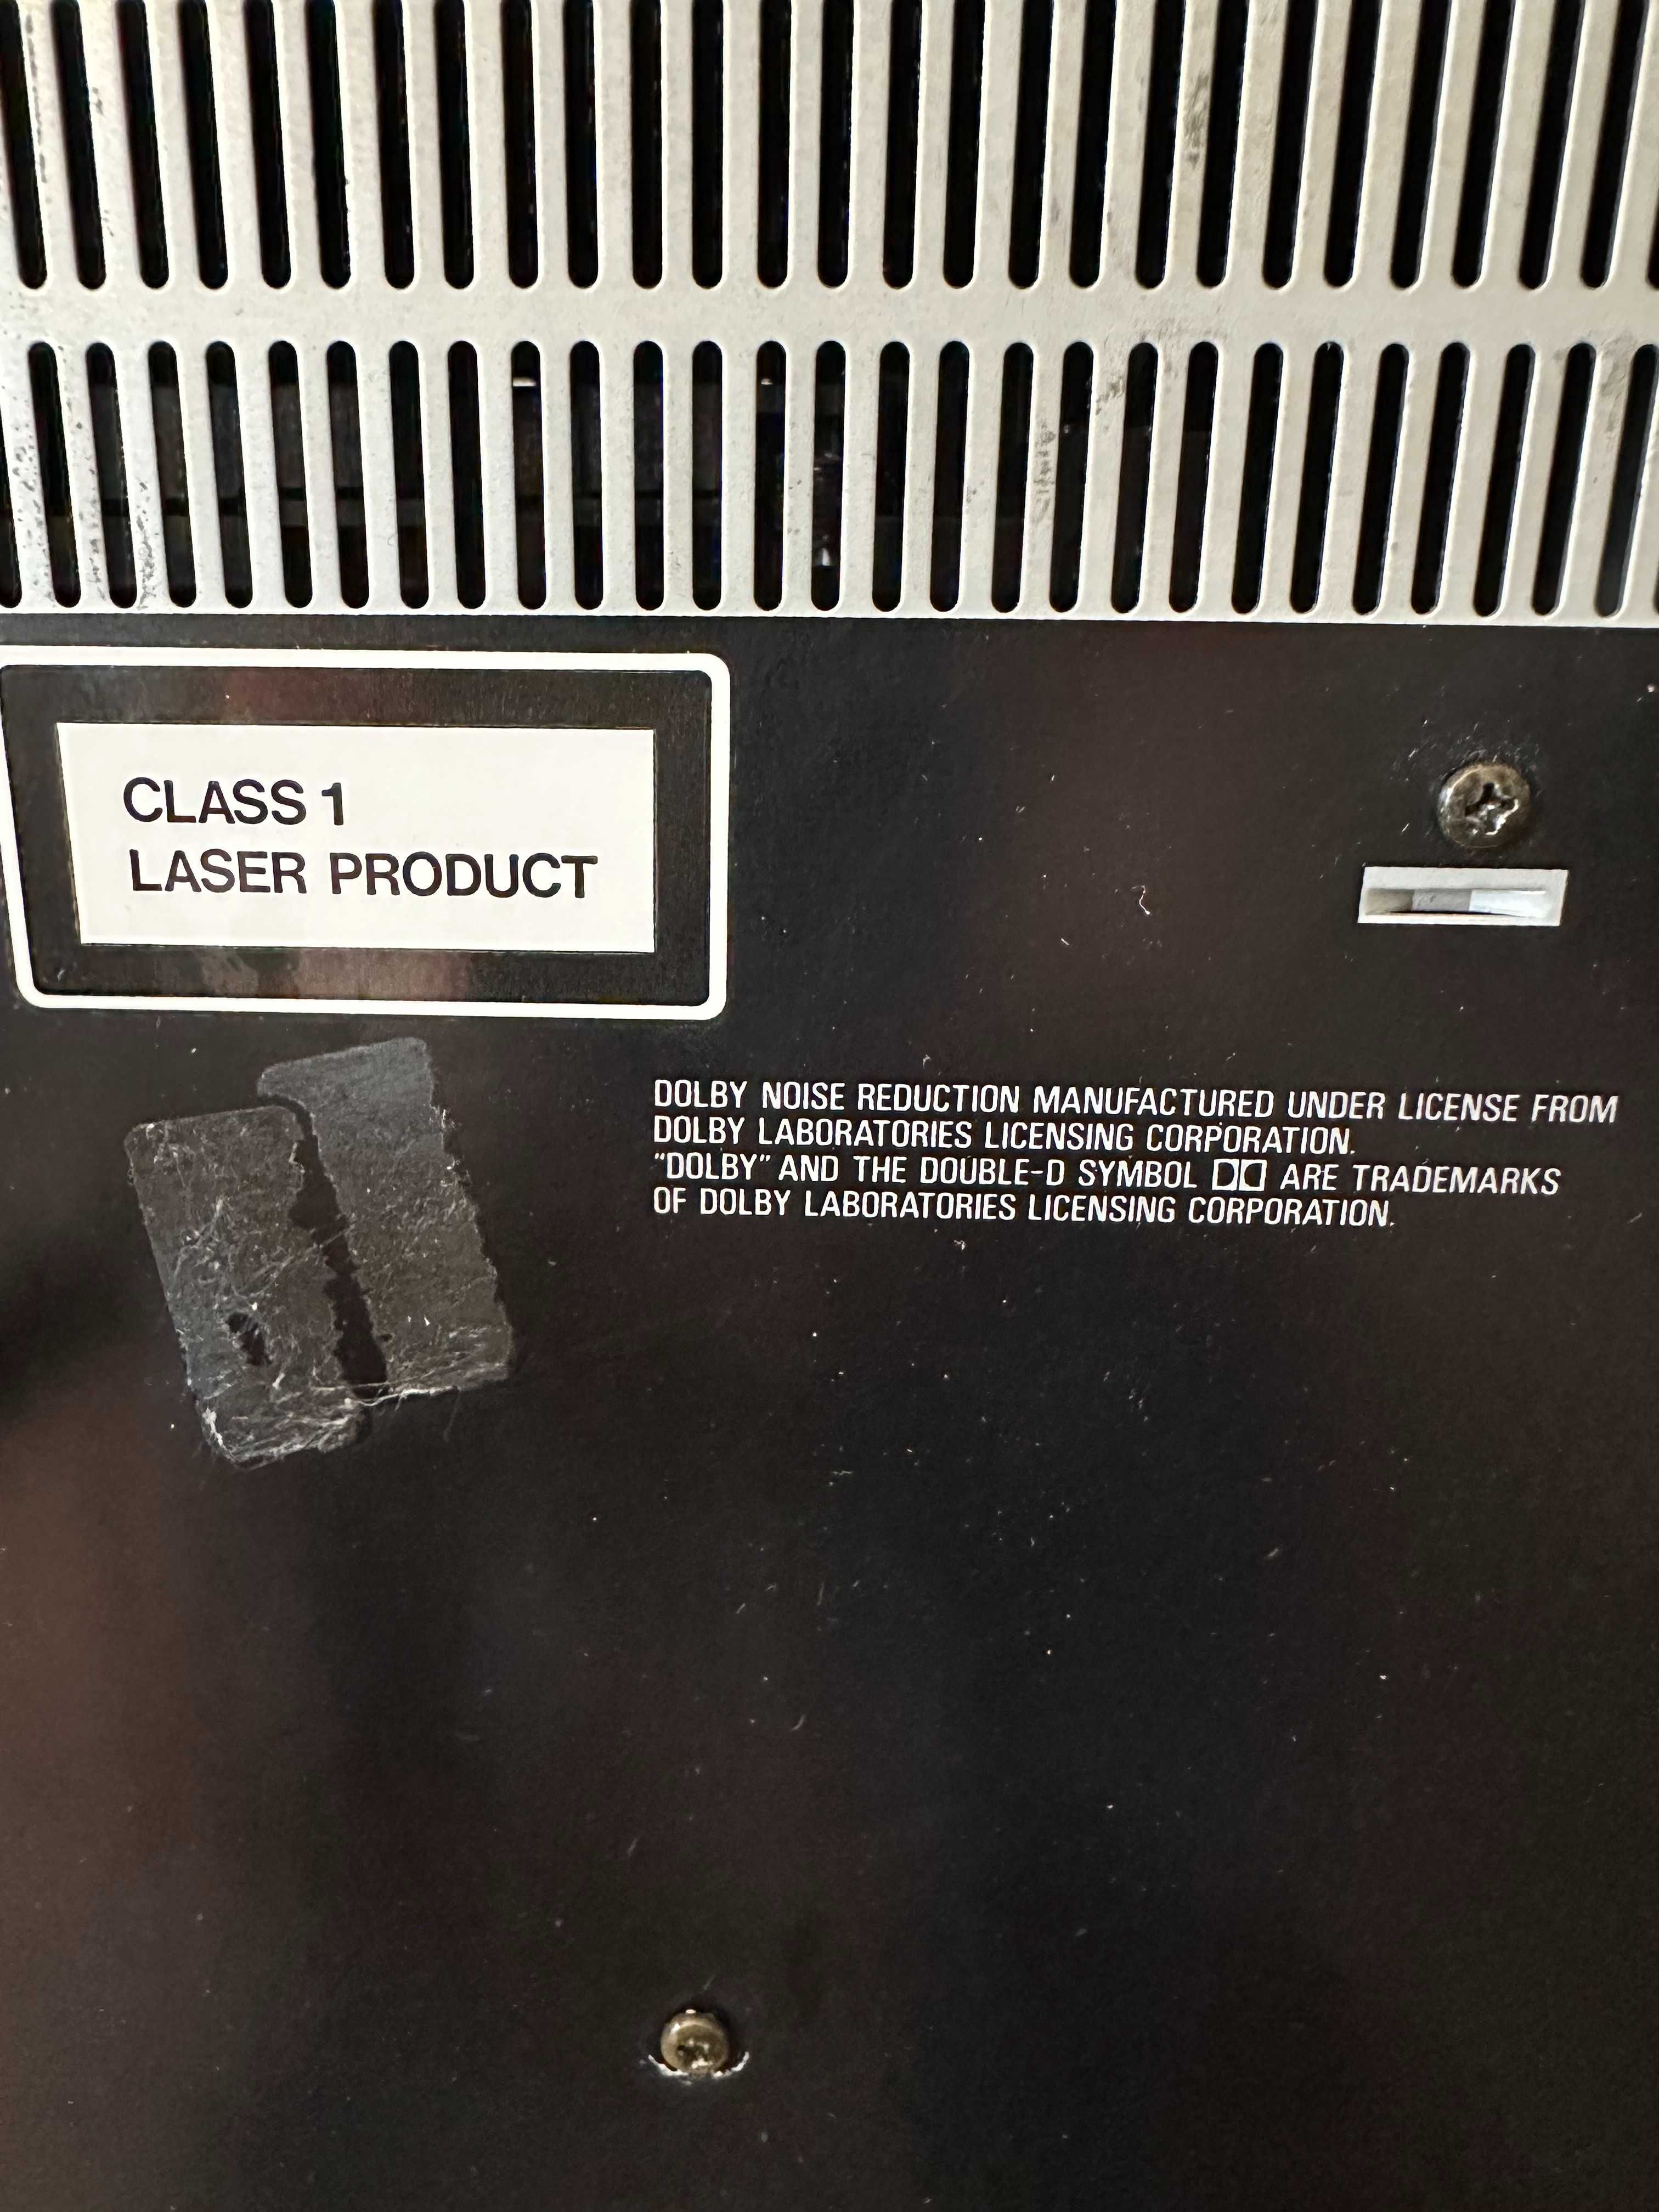 CLASS 1
LASER PRODUCT
DOLBY NOISE REDUCTION MANUFACTURED UNDER LICENSE FROM
DOLBY LABORATORIES LICENSING CORPORATION.
"DOLBY" AND THE DOUBLE-D SYMBOL ARE TRADEMARKS
OF DOLBY LABORATORIES LICENSING CORPORATION.